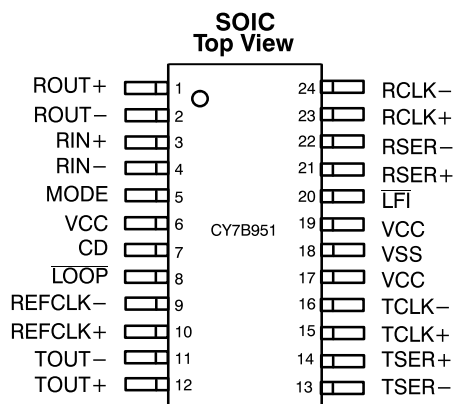 SOIC
Top View
ROUT+ 1 24 RCLK−
ROUT− 2 23 RCLK+
RIN+ 3 22 RSER−
RIN− 4 21 RSER+
MODE 5 20 L̅F̅I̅
VCC 6 19 VCC
CY7B951
CD 7 18 VSS
L̅O̅O̅P̅ 8 17 VCC
REFCLK− 9 16 TCLK−
REFCLK+ 10 15 TCLK+
TOUT− 11 14 TSER+
TOUT+ 12 13 TSER−